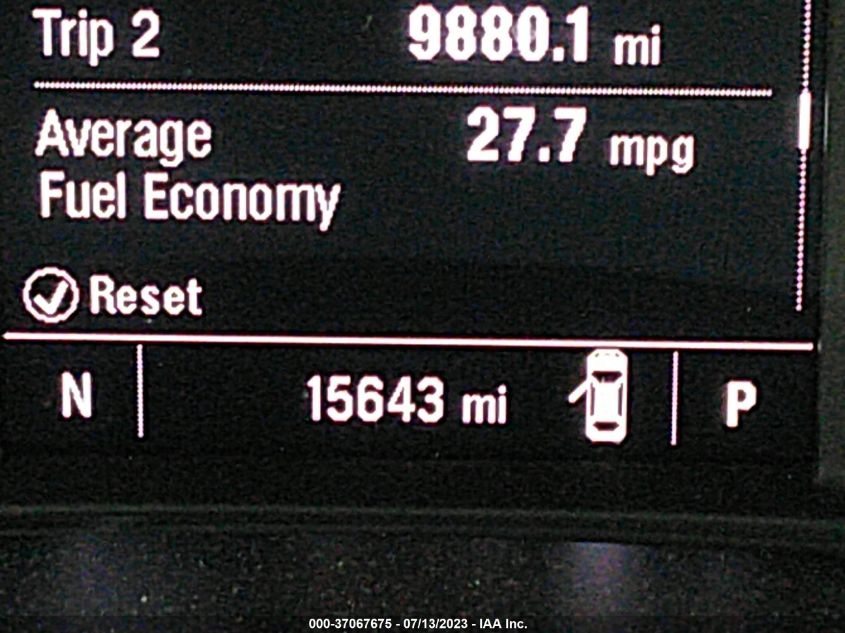 Trip 2 9880.1 mi
Average 27.7 mpg
Fuel Economy
Reset
N 15643 mi P
000-37067675 - 07/13/2023 - IAA Inc.